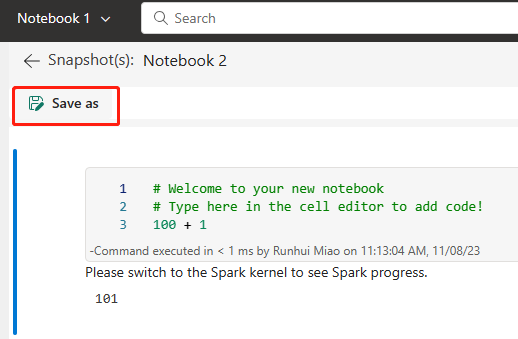 Notebook 1 Search
Snapshot(s): Notebook 2
Save as
1 # Welcome to your new notebook
2 # Type here in the cell editor to add code!
3 100 + 1
-Command executed in < 1 ms by Runhui Miao on 11:13:04 AM, 11/08/23
Please switch to the Spark kernel to see Spark progress.
101